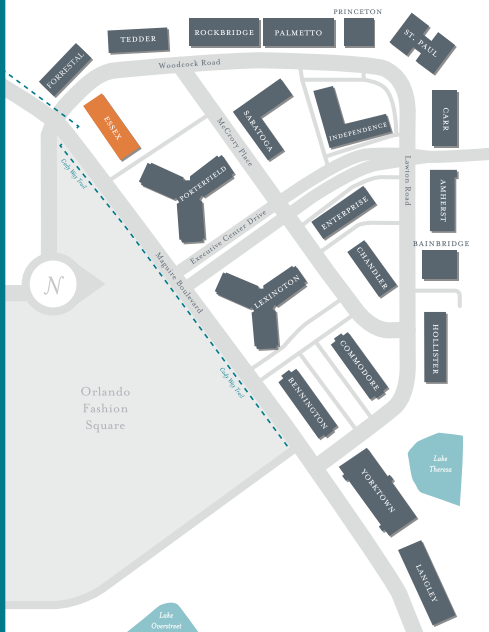 PRINCETON
ROCKBRIDGE
PALMETTO
TEDDER
ST. PAUL
FORRESTAL
Woodcock Road
ESSEX
SARATOGA
McCrory Place
INDEPENDENCE
CARR
Cady Way Trail
PORTERFIELD
Lawton Road
AMHERST
ENTERPRISE
Executive Center Drive
BAINBRIDGE
Maguire Boulevard
CHANDLER
N
LEXINGTON
HOLLISTER
COMMODORE
Cady Way Trail
BENNINGTON
Orlando
Fashion
Square
Lake
Theresa
YORKTOWN
LANGLEY
Lake
Overstreet